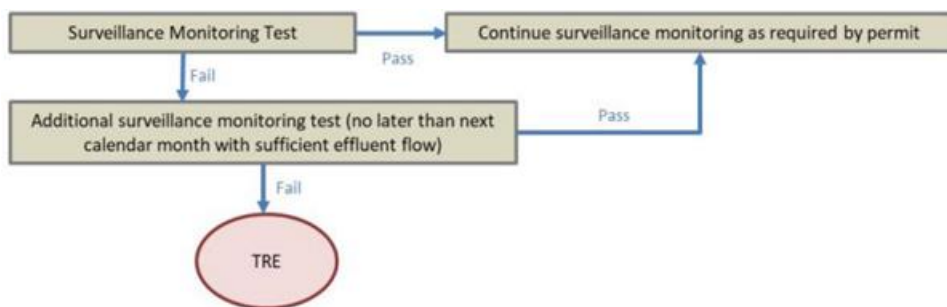 Surveillance Monitoring Test
Continue surveillance monitoring as required by permit
Pass
Fail
Additional surveillance monitoring test (no later than next
calendar month with sufficient effluent flow)
Pass
Fail
TRE